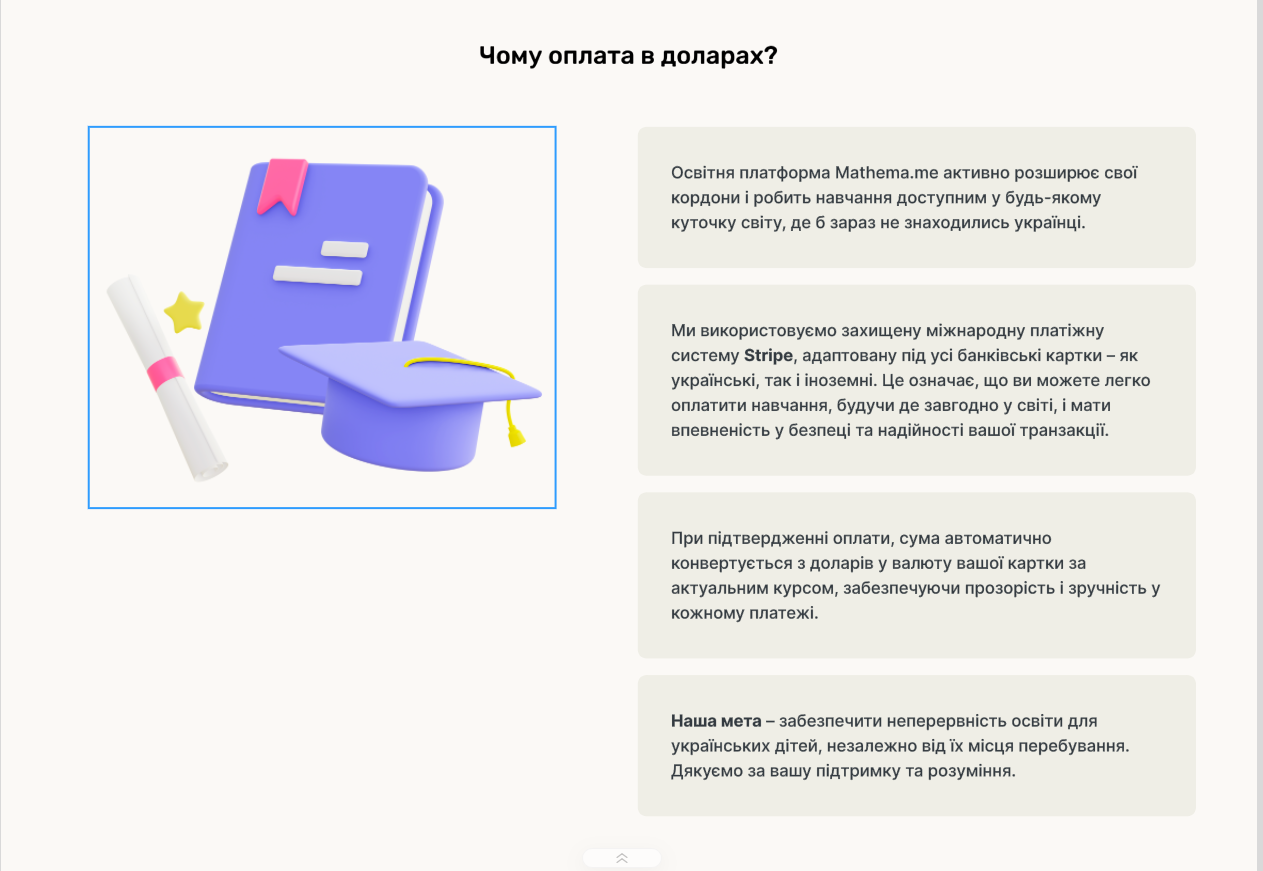 Чому оплата в доларах?
Освітня платформа Mathema.me активно розширює свої
кордони і робить навчання доступним у будь-якому
куточку світу, де б зараз не знаходились українці.
Ми використовуємо захищену міжнародну платіжну
систему Stripe, адаптовану під усі банківські картки – як
українські, так і іноземні. Це означає, що ви можете легко
оплатити навчання, будучи де завгодно у світі, і мати
впевненість у безпеці та надійності вашої транзакції.
При підтвердженні оплати, сума автоматично
конвертується з доларів у валюту вашої картки за
актуальним курсом, забезпечуючи прозорість і зручність у
кожному платежі.
Наша мета – забезпечити неперервність освіти для
українських дітей, незалежно від їх місця перебування.
Дякуємо за вашу підтримку та розуміння.